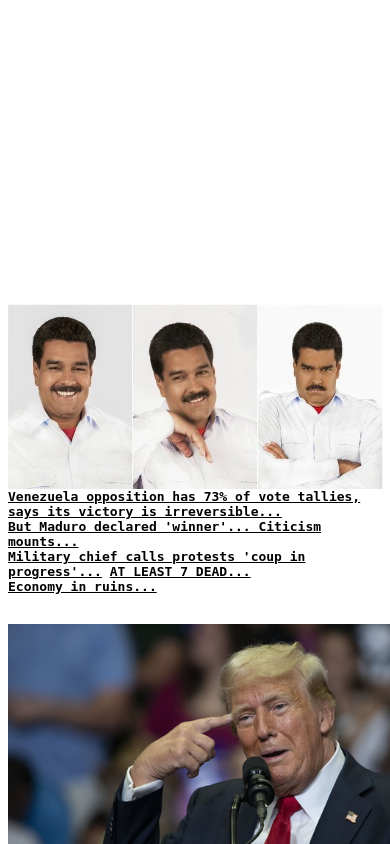 Venezuela opposition has 73% of vote tallies,
says its victory is irreversible...
But Maduro declared 'winner'... Citicism
mounts...
Military chief calls protests 'coup in
progress'... AT LEAST 7 DEAD...
Economy in ruins...